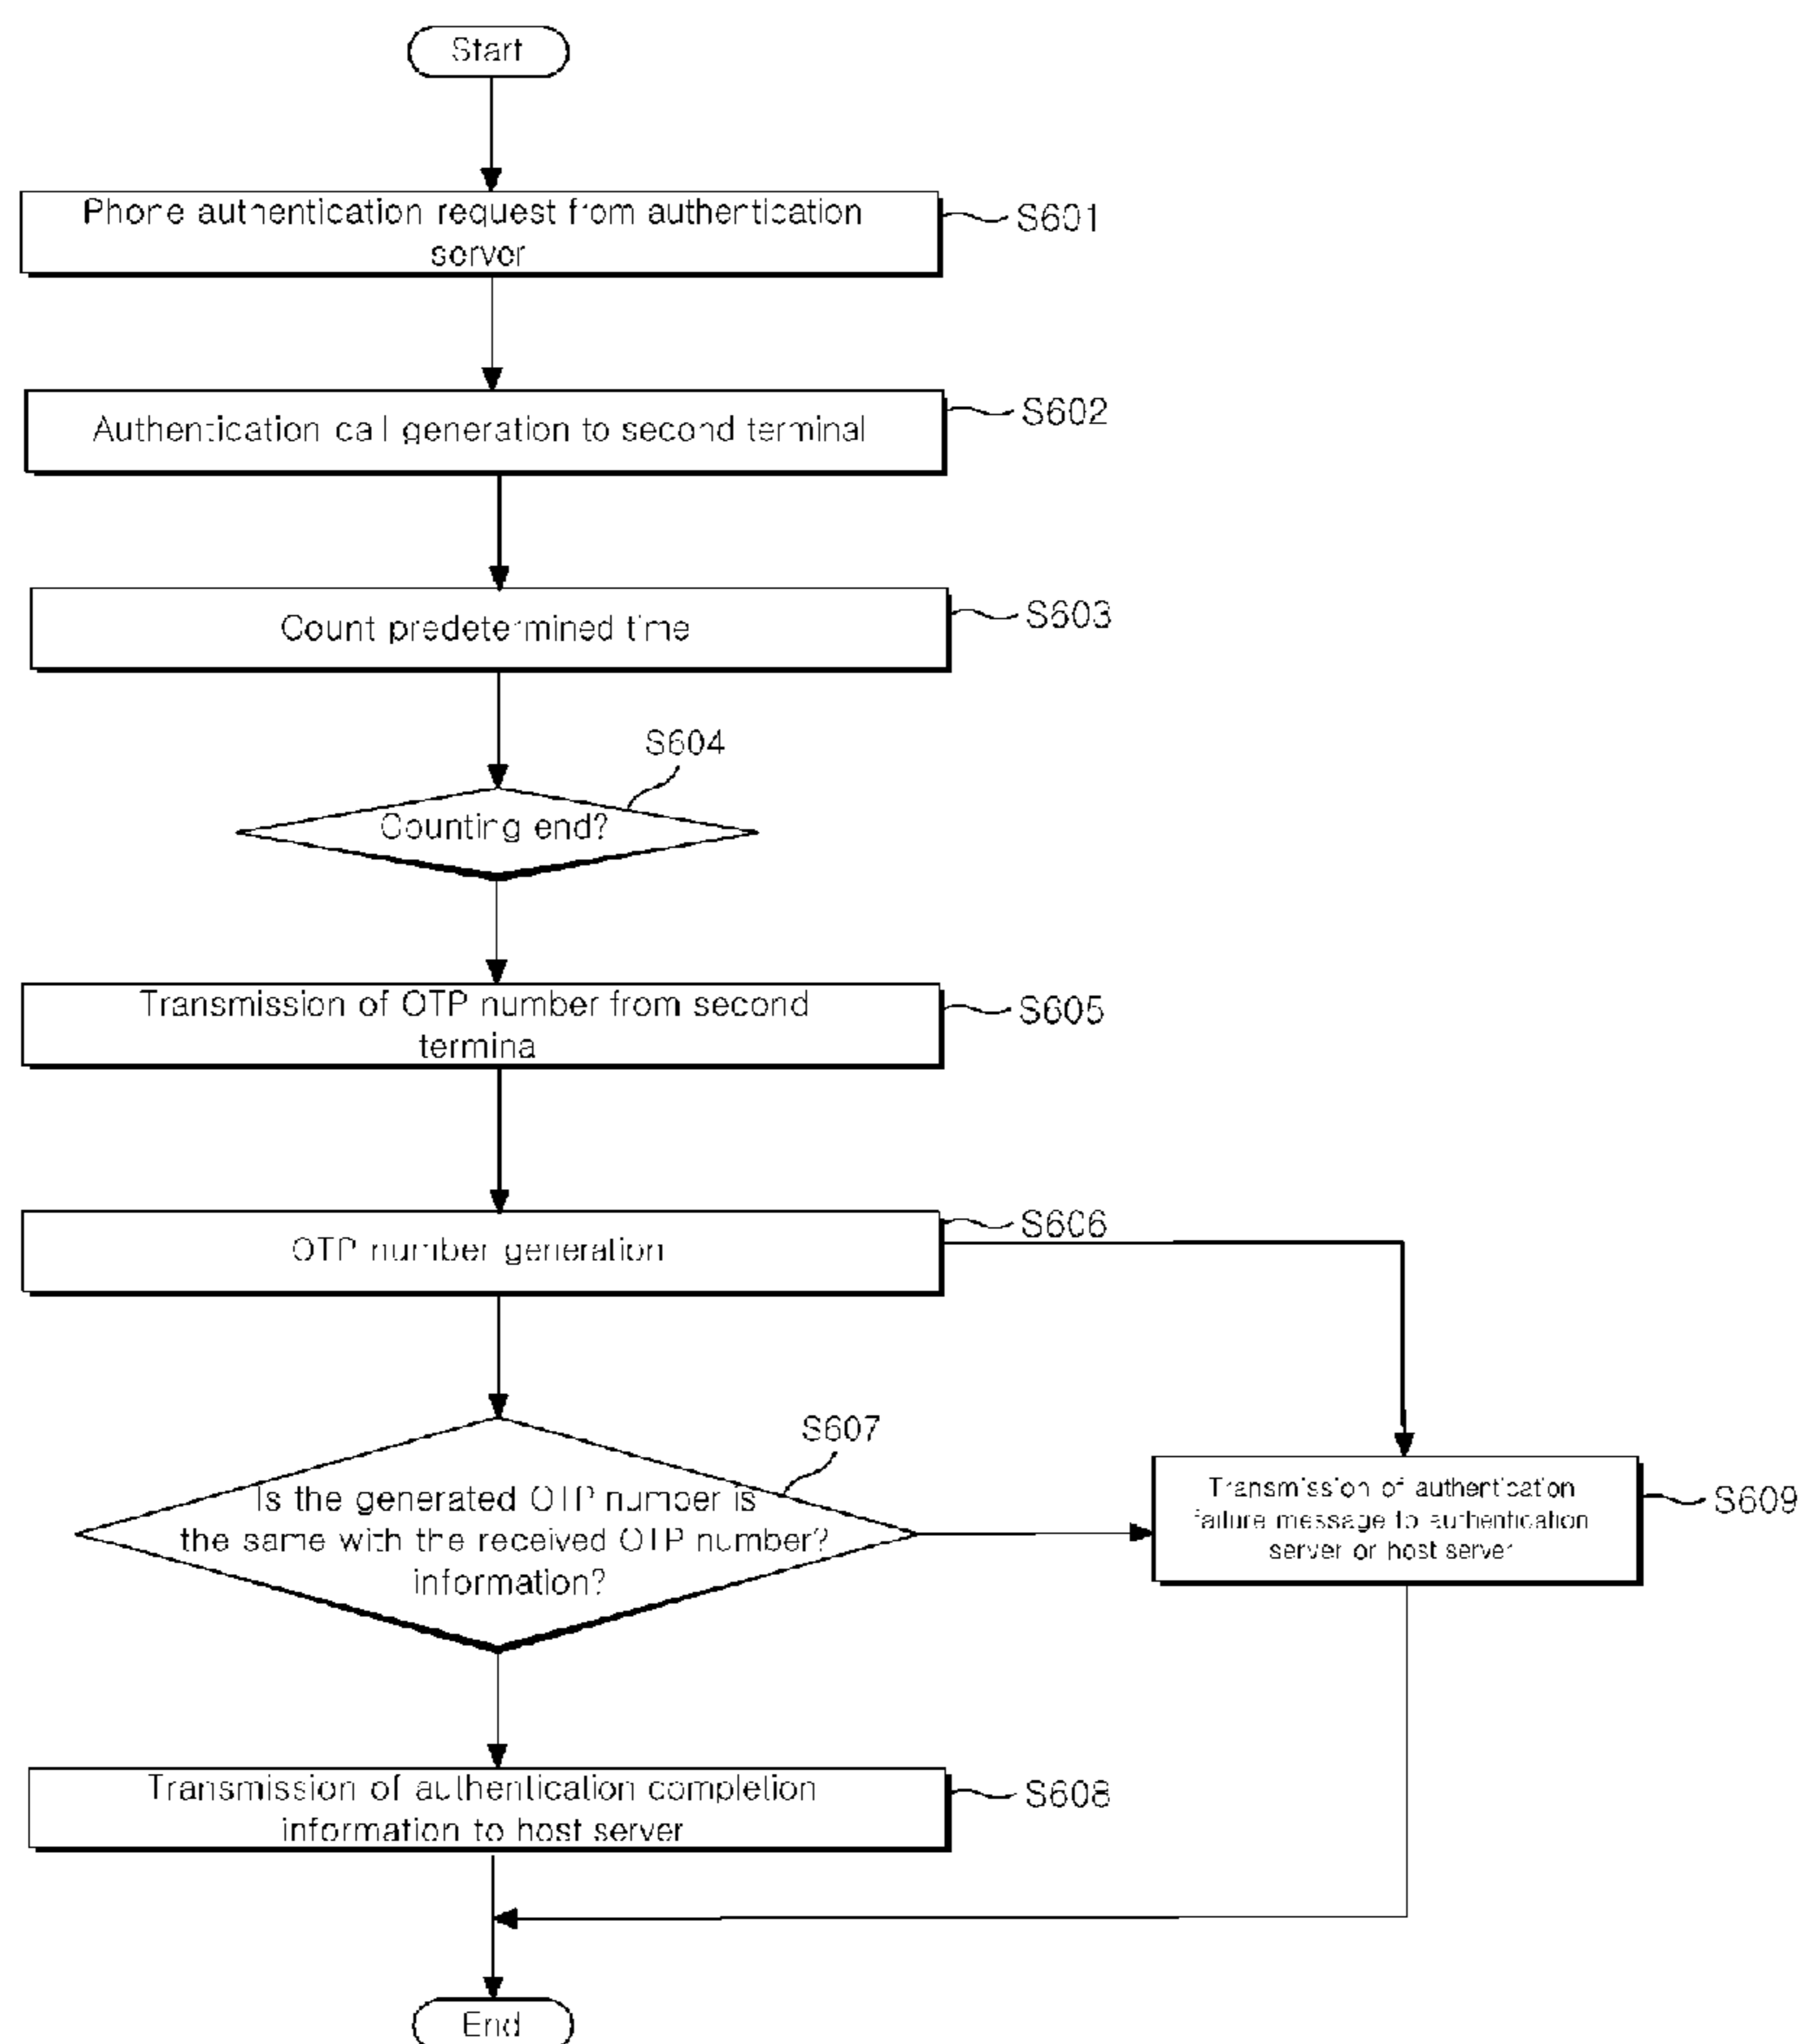 Start
Phone authentication request from authentication
server
S601
Authentication call generation to second terminal
S602
Count predetermined time
S603
S604
Counting end?
Transmission of OTP number from second
termina
S605
OTP number generation
S606
S607
Is the generated OTP number is
the same with the received OTP number?
information?
Transmission of authentication
failure message to authentication
server or host server
S609
Transmission of authentication completion
information to host server
S608
End